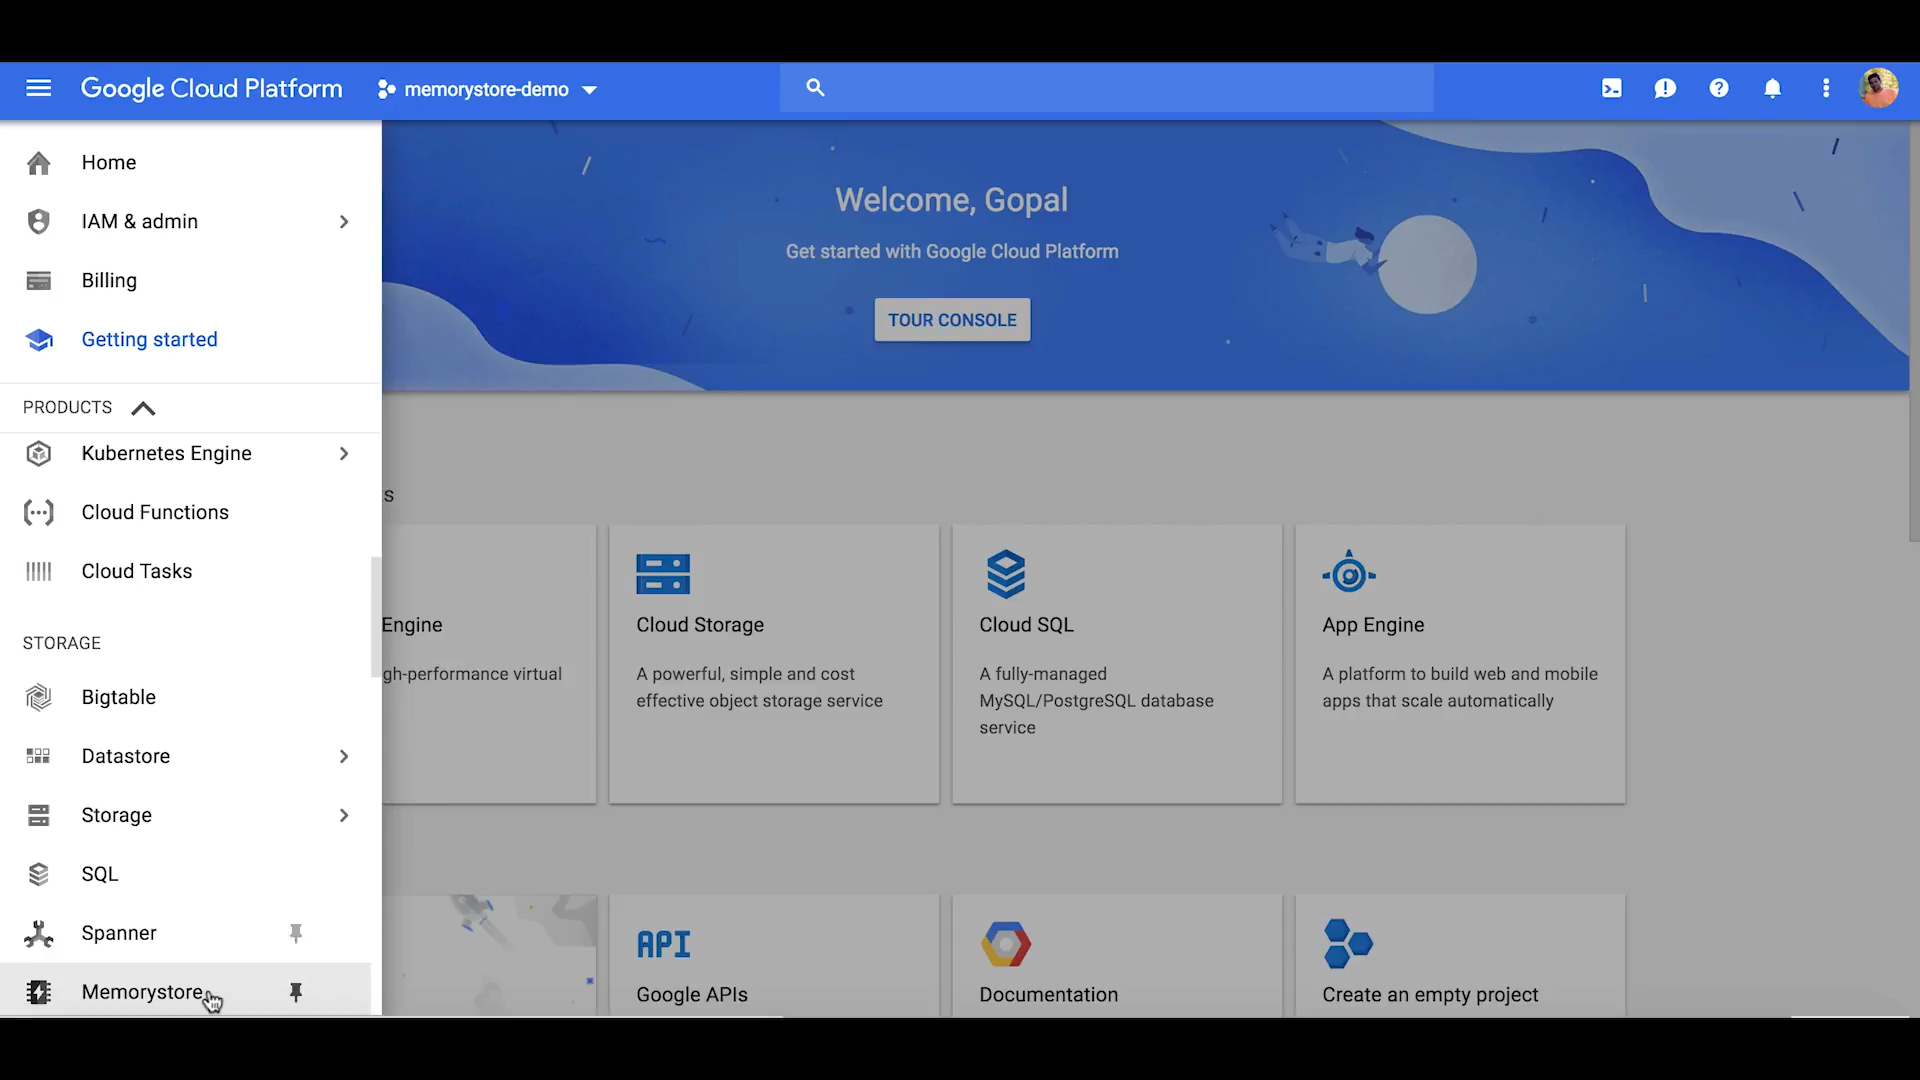 Google Cloud Platform
memorystore-demo
Home
IAM & admin
Billing
Getting started
PRODUCTS
Kubernetes Engine
Cloud Functions
Cloud Tasks
STORAGE
Bigtable
Datastore
Storage
SQL
Spanner
Memorystore
Welcome, Gopal
Get started with Google Cloud Platform
TOUR CONSOLE
s
Engine
gh-performance virtual
Cloud Storage
A powerful, simple and cost
effective object storage service
Cloud SQL
A fully-managed
MySQL/PostgreSQL database
service
App Engine
A platform to build web and mobile
apps that scale automatically
API
Google APIs
Documentation
Create an empty project